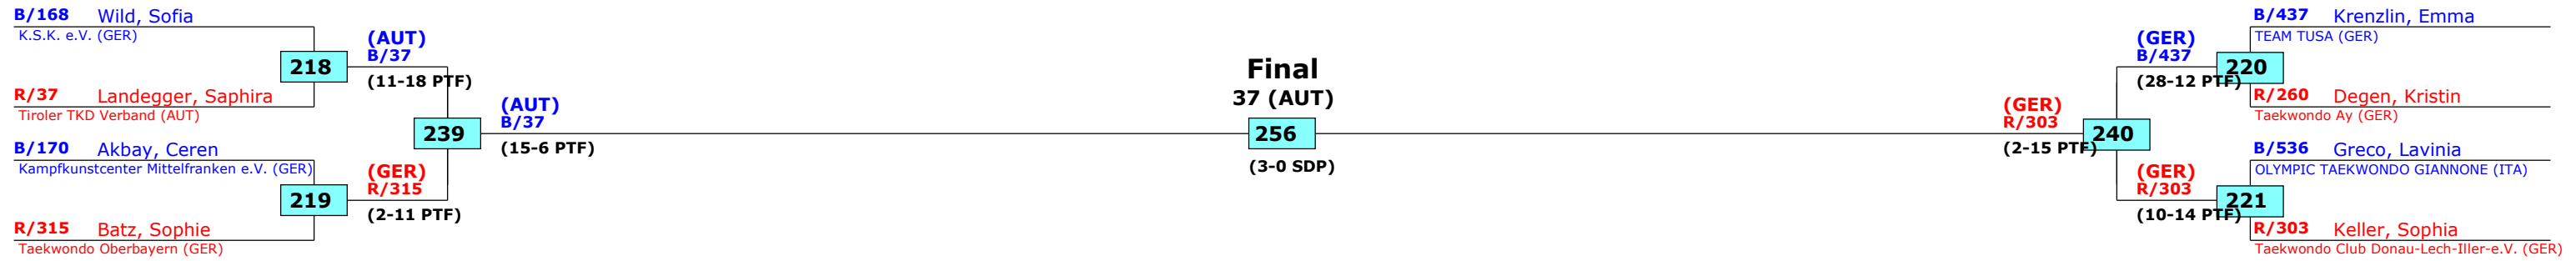 B/168 Wild, Sofia
K.S.K. e.V. (GER)
218
R/37 Landegger, Saphira
Tiroler TKD Verband (AUT)
(AUT)
B/37
(11-18 PTF)
B/170 Akbay, Ceren
Kampfkunstcenter Mittelfranken e.V. (GER)
219
R/315 Batz, Sophie
Taekwondo Oberbayern (GER)
(GER)
R/315
(2-11 PTF)
239
(AUT)
B/37
(15-6 PTF)
Final
37 (AUT)
256
(3-0 SDP)
(GER)
R/303
(2-15 PTF)
240
(GER)
B/437
(28-12 PTF)
220
B/437 Krenzlin, Emma
TEAM TUSA (GER)
R/260 Degen, Kristin
Taekwondo Ay (GER)
(GER)
R/303
(10-14 PTF)
221
B/536 Greco, Lavinia
OLYMPIC TAEKWONDO GIANNONE (ITA)
R/303 Keller, Sophia
Taekwondo Club Donau-Lech-Iller-e.V. (GER)